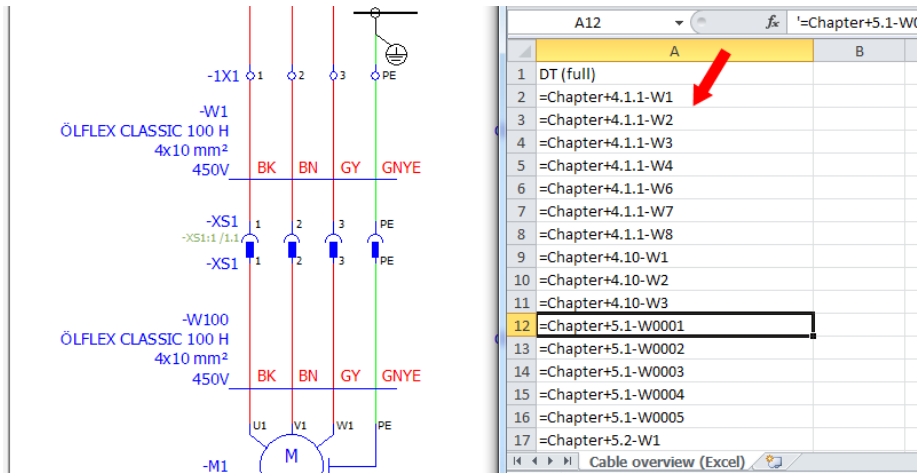 -1X1 1 2 3 PE
-W1
ÖLFLEX CLASSIC 100 H
4x10 mm²
450V BK BN GY GNYE
-XS1 1 2 3 PE
-XS1:1 /1.1
-XS1 1 2 3 PE
-W100
ÖLFLEX CLASSIC 100 H
4x10 mm²
450V BK BN GY GNYE
U1 V1 W1 PE
-M1 M
A12 fx '=Chapter+5.1-W0
A B
1 DT (full)
2 =Chapter+4.1.1-W1
3 =Chapter+4.1.1-W2
4 =Chapter+4.1.1-W3
5 =Chapter+4.1.1-W4
6 =Chapter+4.1.1-W6
7 =Chapter+4.1.1-W7
8 =Chapter+4.1.1-W8
9 =Chapter+4.10-W1
10 =Chapter+4.10-W2
11 =Chapter+4.10-W3
12 =Chapter+5.1-W0001
13 =Chapter+5.1-W0002
14 =Chapter+5.1-W0003
15 =Chapter+5.1-W0004
16 =Chapter+5.1-W0005
17 =Chapter+5.2-W1
Cable overview (Excel)